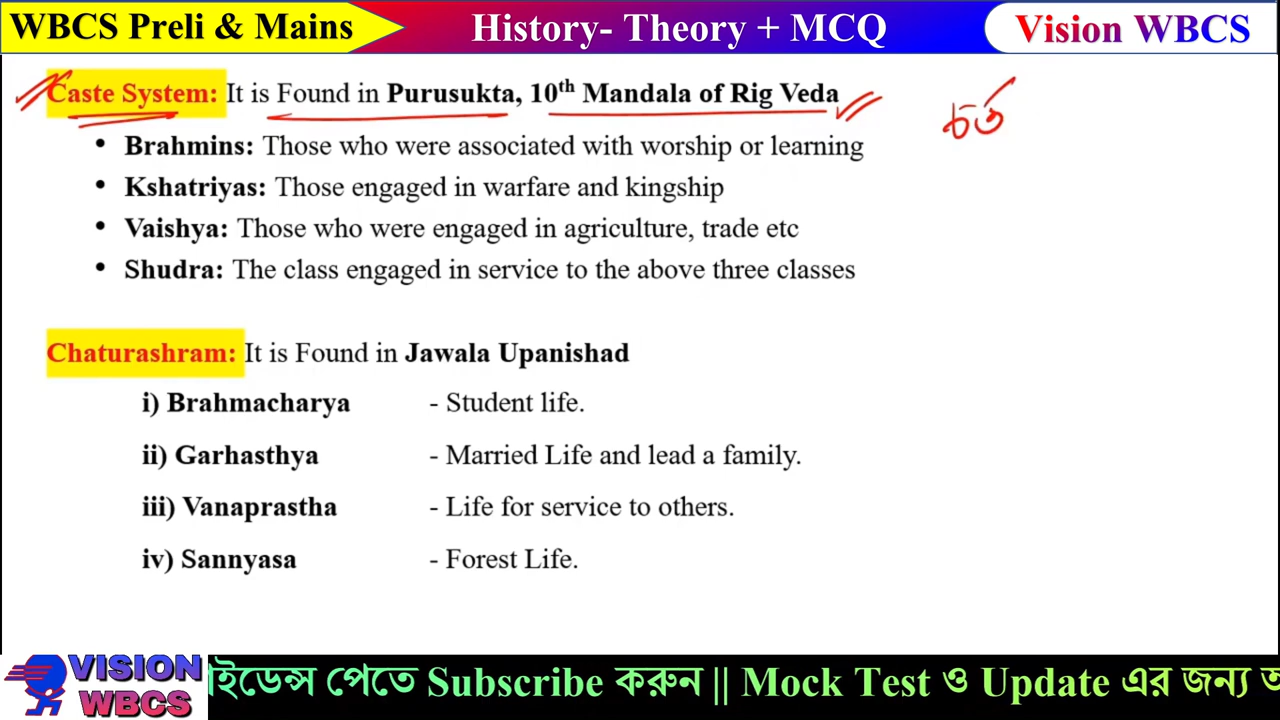 WBCS Preli & Mains
History- Theory + MCQ
Vision WBCS
Caste System: It is Found in Purusukta, 10th Mandala of Rig Veda
চতু
• Brahmins: Those who were associated with worship or learning
• Kshatriyas: Those engaged in warfare and kingship
• Vaishya: Those who were engaged in agriculture, trade etc
• Shudra: The class engaged in service to the above three classes
Chaturashram: It is Found in Jawala Upanishad
i) Brahmacharya - Student life.
ii) Garhasthya - Married Life and lead a family.
iii) Vanaprastha - Life for service to others.
iv) Sannyasa - Forest Life.
VISION
WBCS
াইডেন্স পেতে Subscribe করুন || Mock Test ও Update এর জন্য